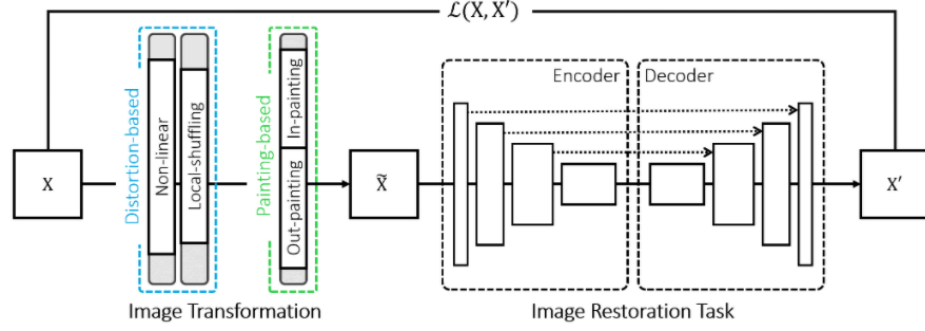 ℒ(X, X′)
X
Distortion-based
Non-linear
Local-shuffling
Painting-based
In-painting
Out-painting
X̃
Encoder
Decoder
X′
Image Transformation
Image Restoration Task